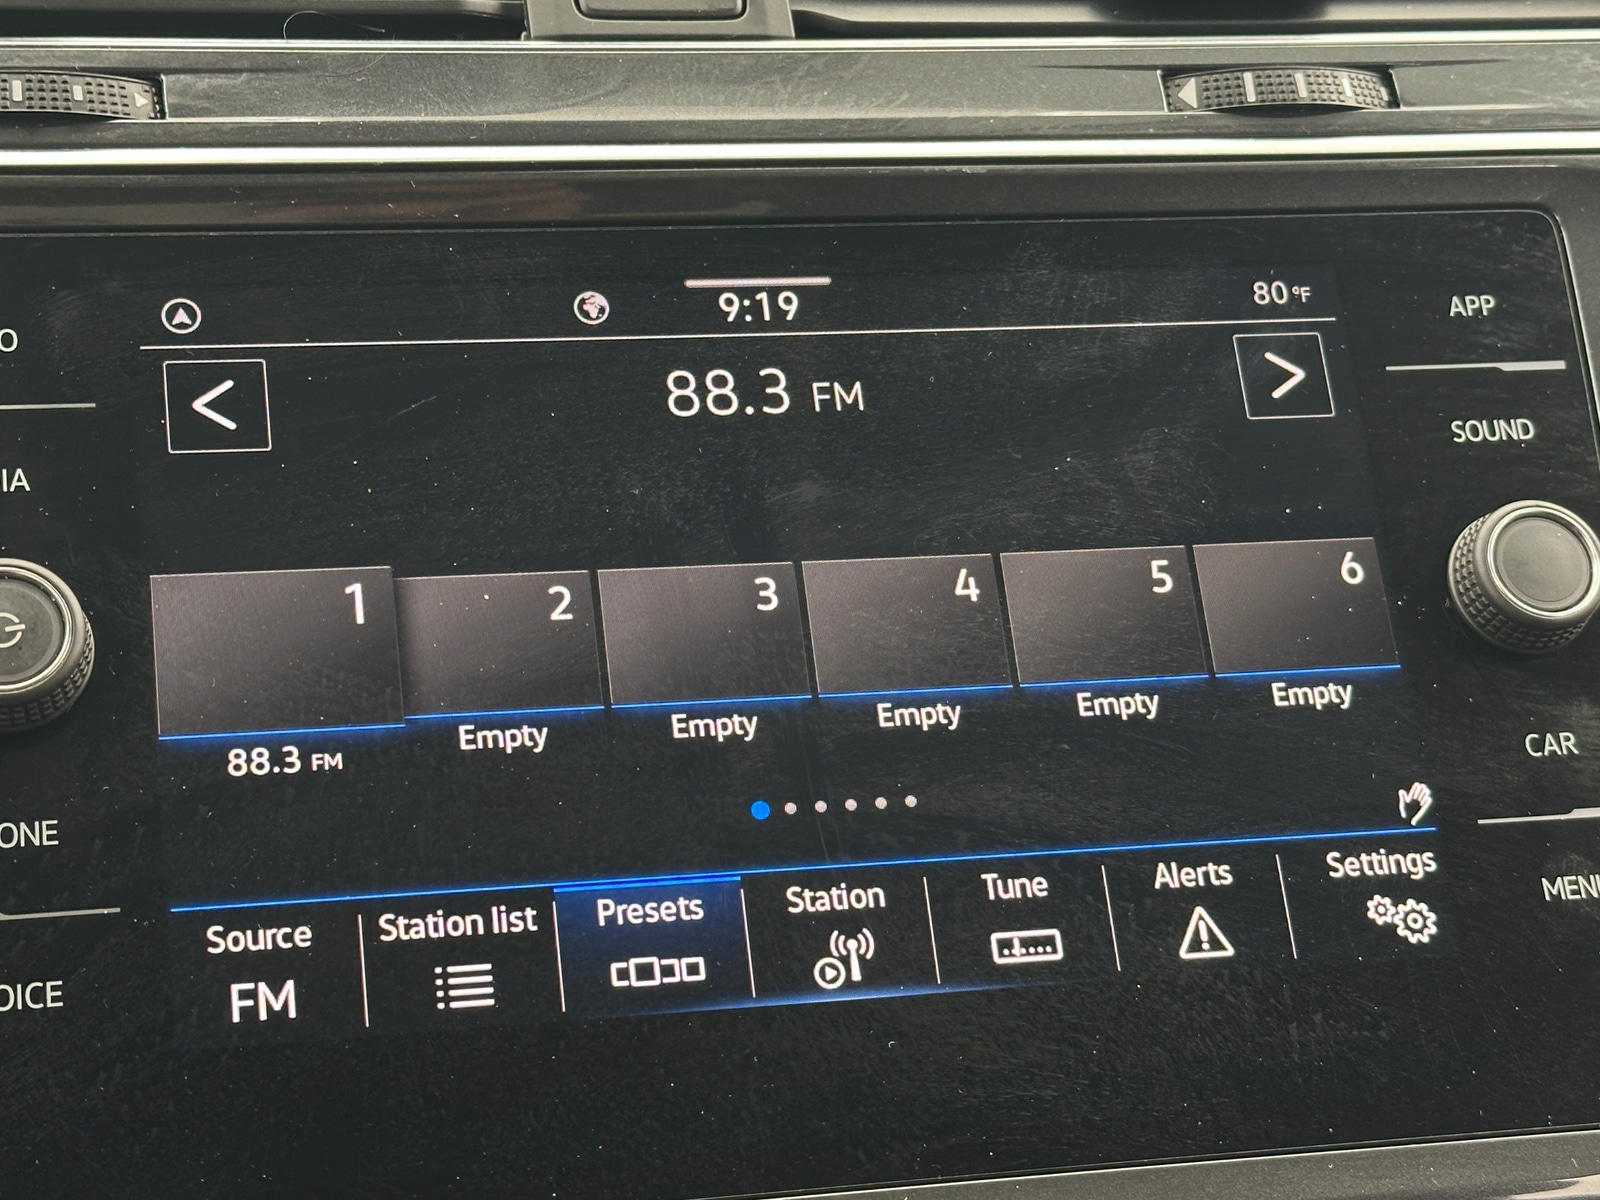 9:19
80°F
APP
88.3 FM
SOUND
1
2
3
4
5
6
88.3 FM
Empty
Empty
Empty
Empty
Empty
CAR
Source
FM
Station list
Presets
Station
Tune
Alerts
Settings